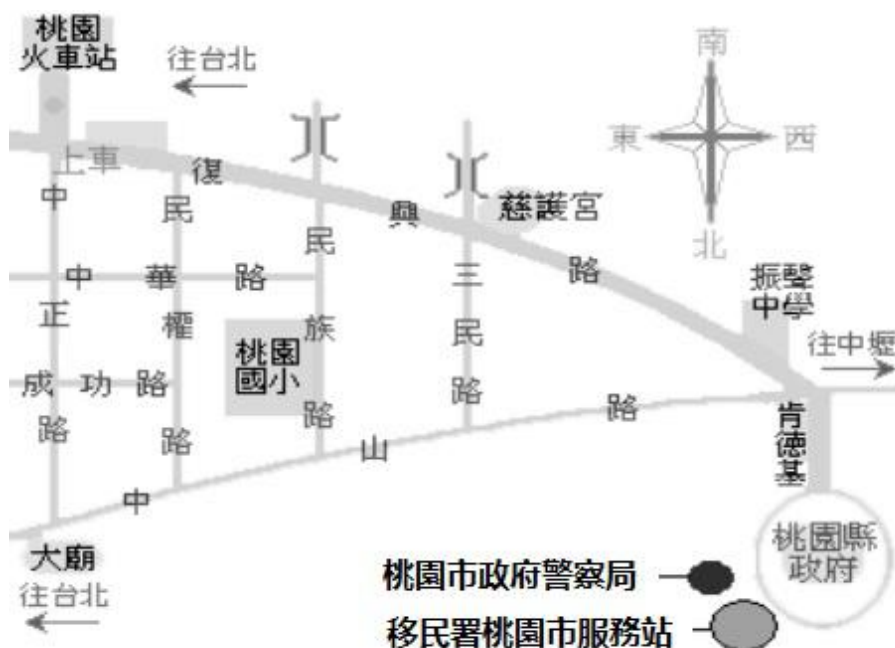 桃園
火車站
往台北
南
東
西
北
上車
復興路
慈護宮
振聲
中學
往中壢
中正路
民權路
民族路
三民路
中華路
桃園
國小
成功路
中山路
肯德基
大廟
往台北
桃園縣
政府
桃園市政府警察局
移民署桃園市服務站